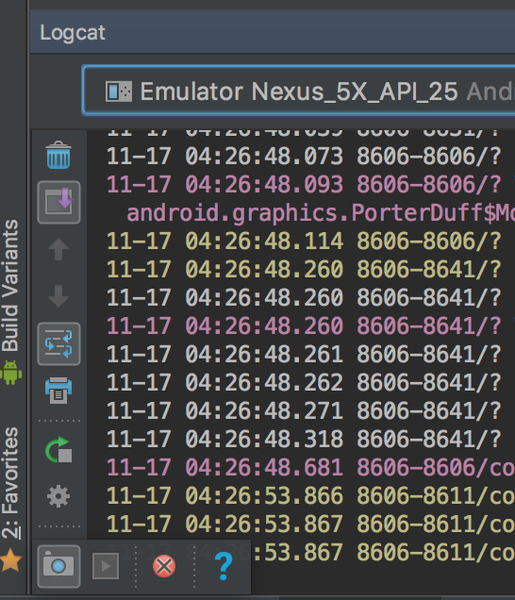 Logcat
Emulator Nexus_5X_API_25 Andr
11-17 04:26:48.059 8606-8631/?
11-17 04:26:48.073 8606-8606/?
11-17 04:26:48.093 8606-8606/?
android.graphics.PorterDuff$Mo
11-17 04:26:48.114 8606-8606/?
11-17 04:26:48.260 8606-8641/?
11-17 04:26:48.260 8606-8641/?
11-17 04:26:48.260 8606-8641/?
11-17 04:26:48.261 8606-8641/?
11-17 04:26:48.262 8606-8641/?
11-17 04:26:48.271 8606-8641/?
11-17 04:26:48.318 8606-8641/?
11-17 04:26:48.681 8606-8606/co
11-17 04:26:53.866 8606-8611/co
11-17 04:26:53.867 8606-8611/co
:53.867 8606-8611/co
Build Variants
2: Favorites
?